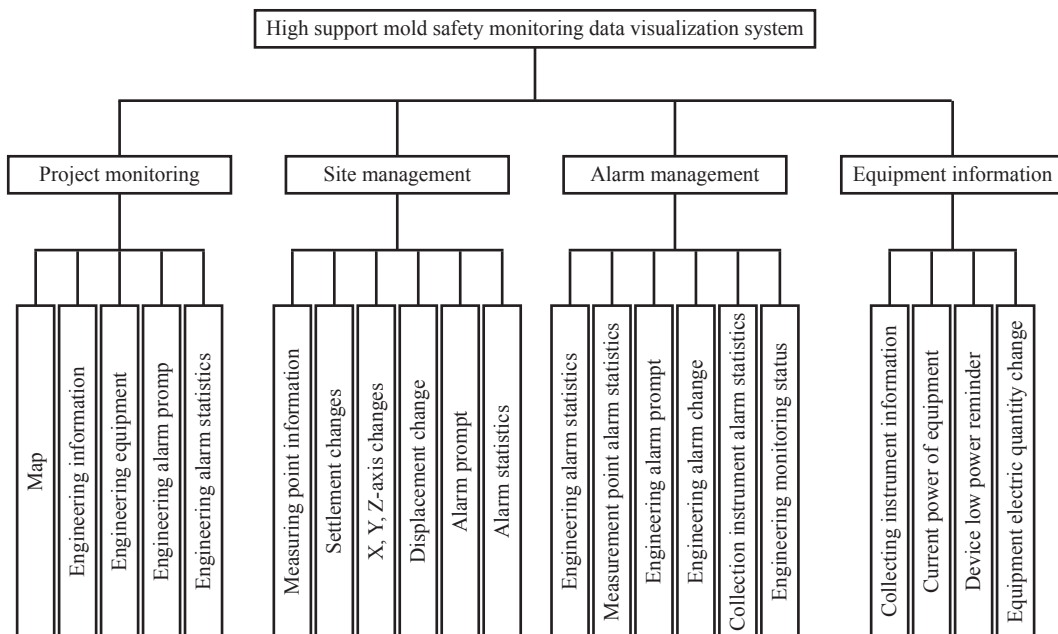 High support mold safety monitoring data visualization system
Project monitoring
Site management
Alarm management
Equipment information
Map
Engineering information
Engineering equipment
Engineering alarm promp
Engineering alarm statistics
Measuring point information
Settlement changes
X, Y, Z-axis changes
Displacement change
Alarm prompt
Alarm statistics
Engineering alarm statistics
Measurement point alarm statistics
Engineering alarm prompt
Engineering alarm change
Collection instrument alarm statistics
Engineering monitoring status
Collecting instrument information
Current power of equipment
Device low power reminder
Equipment electric quantity change